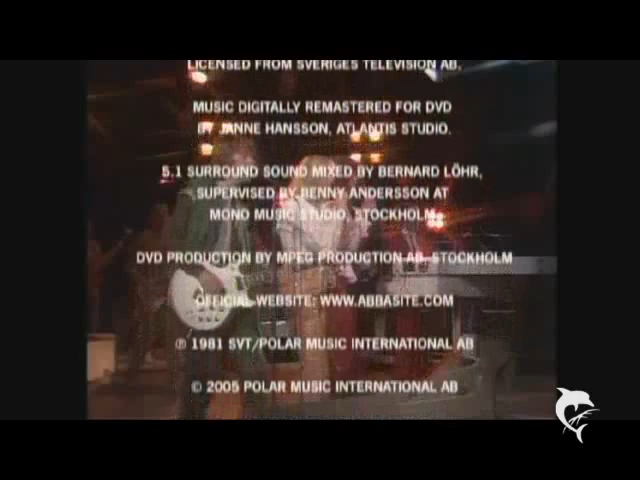 LICENSED FROM SVERIGES TELEVISION AB.
MUSIC DIGITALLY REMASTERED FOR DVD
BY JANNE HANSSON, ATLANTIS STUDIO.
5.1 SURROUND SOUND MIXED BY BERNARD LÖHR,
SUPERVISED BY BENNY ANDERSSON AT
MONO MUSIC STUDIO, STOCKHOLM.
DVD PRODUCTION BY MPEG PRODUCTION AB, STOCKHOLM
OFFICIAL WEBSITE: WWW.ABBASITE.COM
℗ 1981 SVT/POLAR MUSIC INTERNATIONAL AB
© 2005 POLAR MUSIC INTERNATIONAL AB